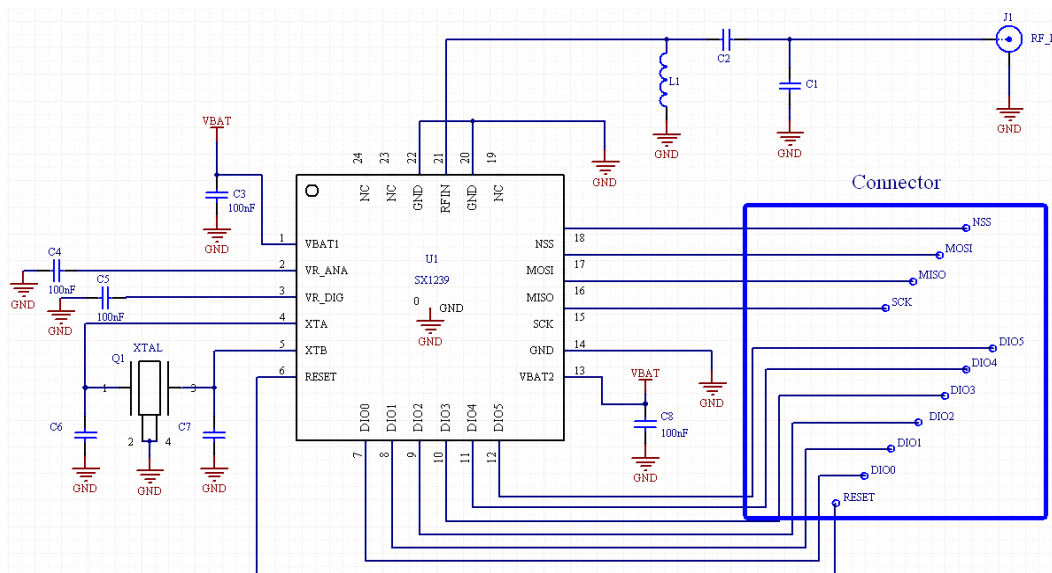 J1
RF_I
C2
L1
C1
GND
GND
GND
VBAT
24
23
22
21
20
19
NC
NC
GND
RFIN
GND
NC
GND
Connector
C3
100nF
GND
1
VBAT1
NSS
18
NSS
C4
2
VR_ANA
U1
MOSI
17
MOSI
100nF
GND
C5
3
VR_DIG
SX1239
MISO
16
MISO
100nF
GND
0
GND
GND
4
XTA
SCK
15
SCK
XTAL
Q1
5
XTB
GND
14
DIO5
1
3
6
RESET
VBAT2
13
VBAT
GND
DIO4
DIO3
C6
C7
2
4
DIO0
DIO1
DIO2
DIO3
DIO4
DIO5
C8
100nF
DIO2
GND
GND
GND
7
8
9
10
11
12
GND
DIO1
DIO0
RESET